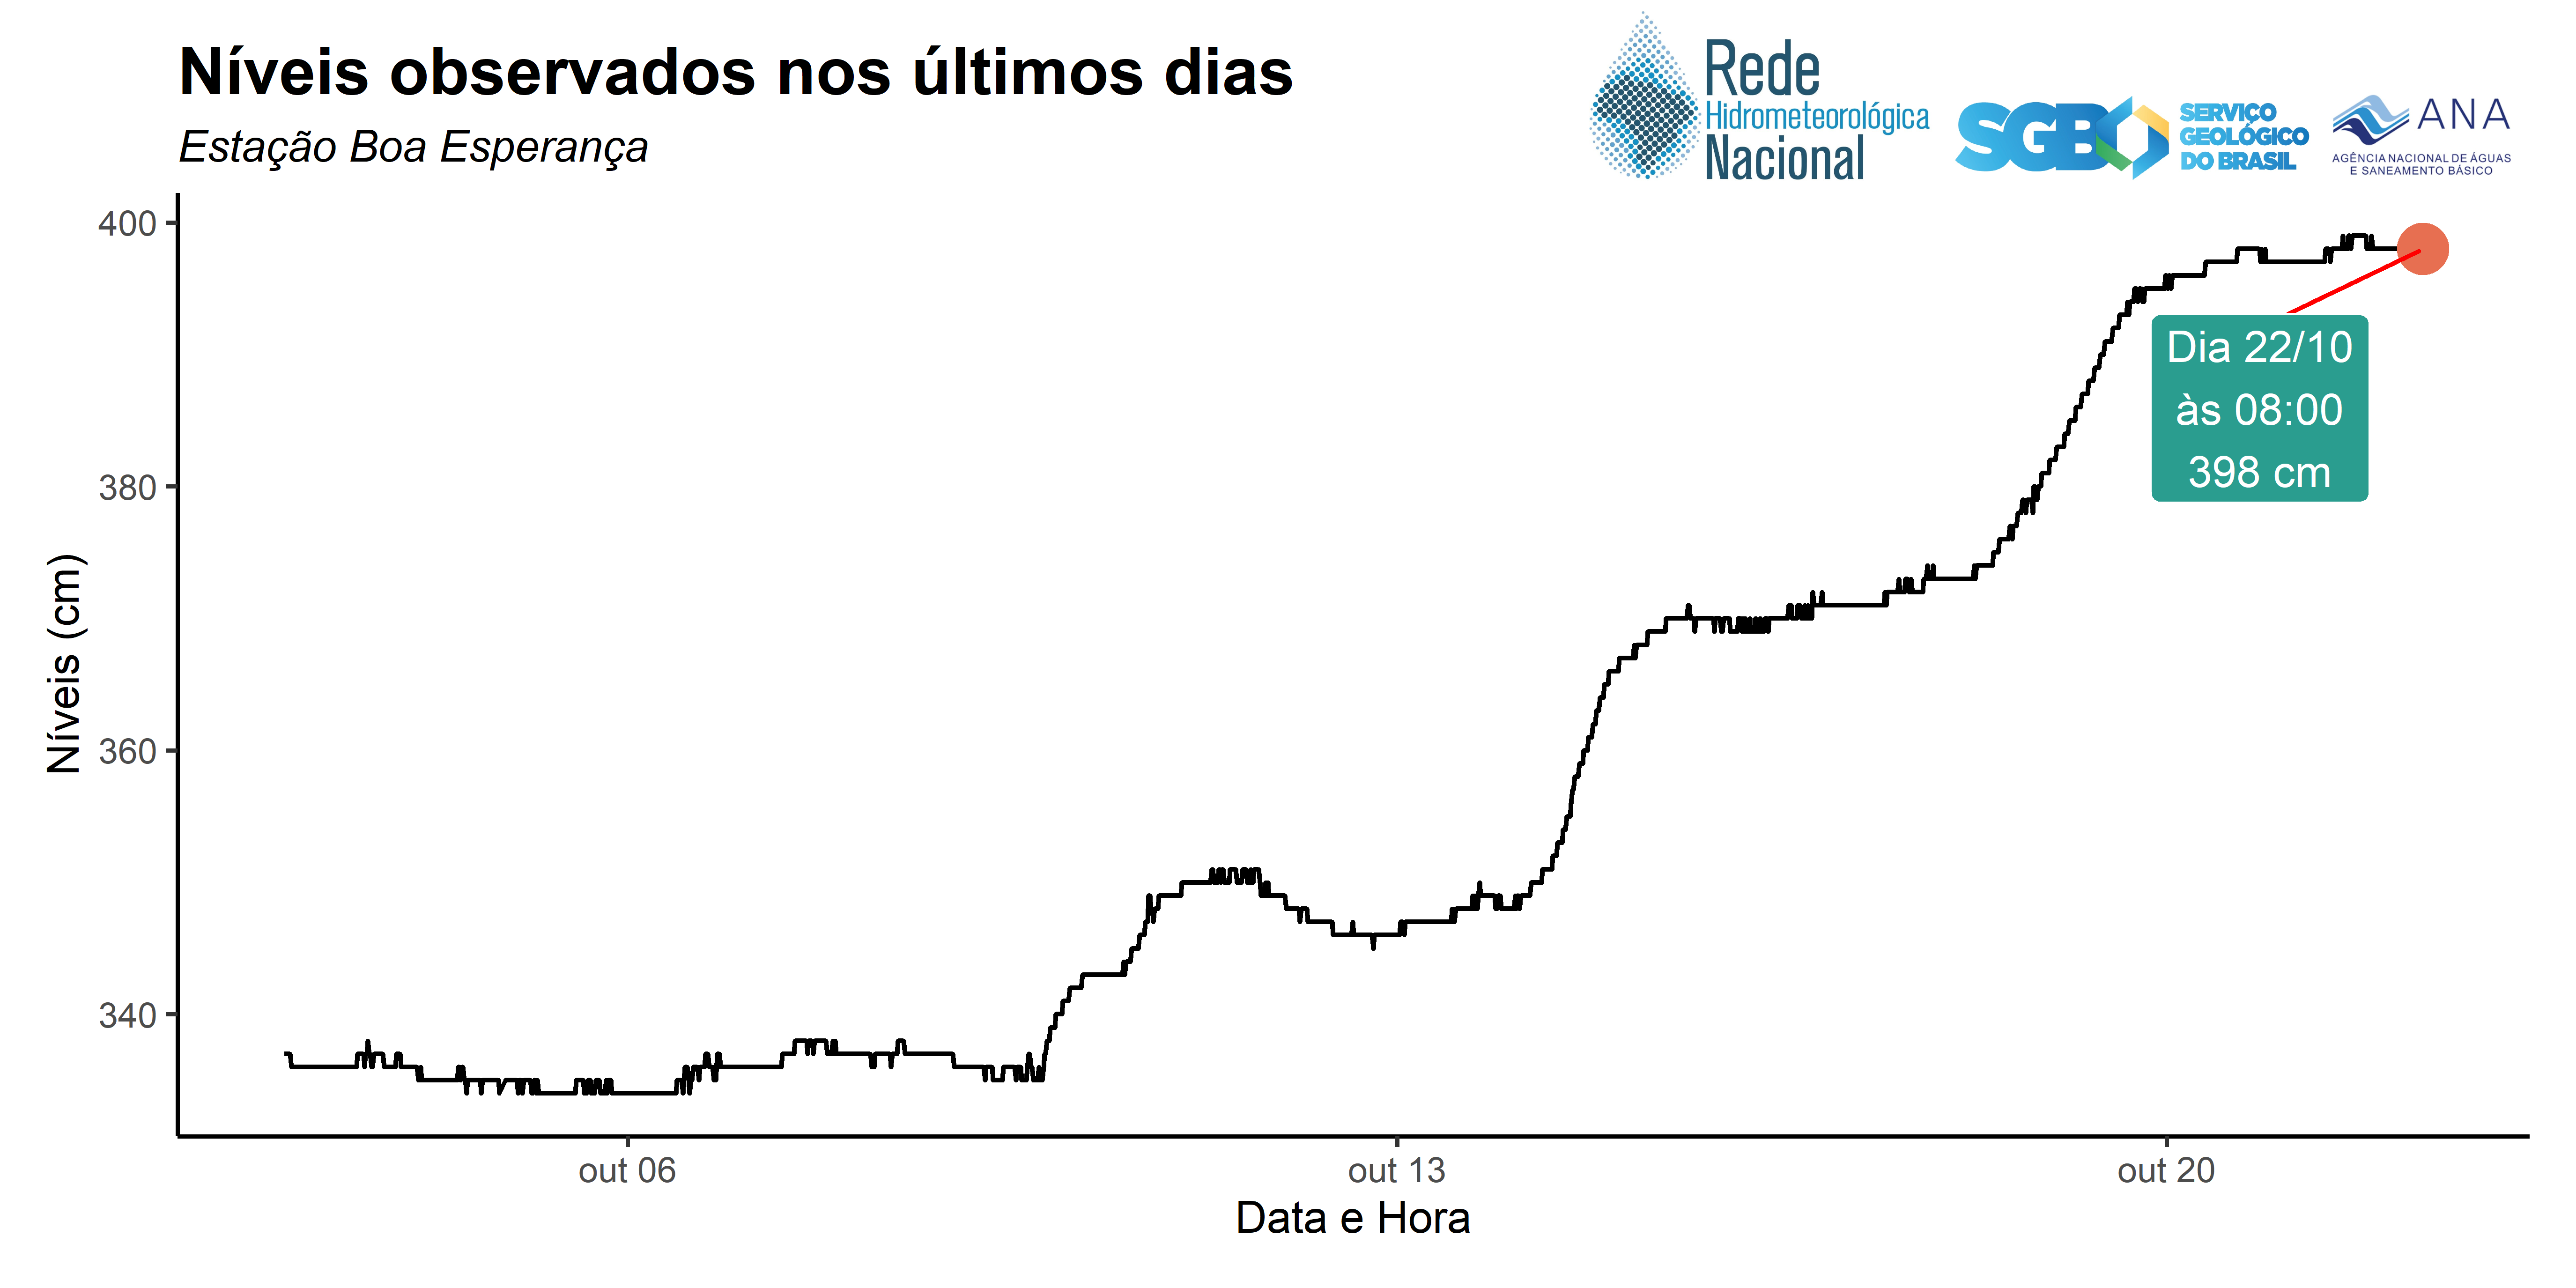 Níveis observados nos últimos dias
Estação Boa Esperança
Rede
Hidrometeorológica
Nacional
SGB
SERVIÇO
GEOLÓGICO
DO BRASIL
ANA
AGÊNCIA NACIONAL DE ÁGUAS
E SANEAMENTO BÁSICO
400
380
360
340
Níveis (cm)
Dia 22/10
às 08:00
398 cm
out 06
out 13
out 20
Data e Hora